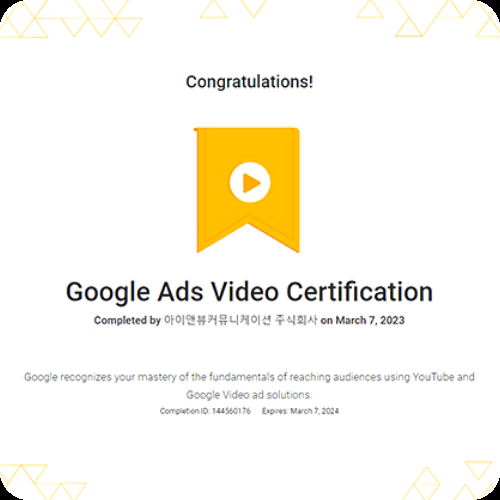 Congratulations!
Google Ads Video Certification
Completed by 아이앤뷰커뮤니케이션 주식회사 on March 7, 2023
Google recognizes your mastery of the fundamentals of reaching audiences using YouTube and
Google Video ad solutions.
Completion ID: 144560176 Expires: March 7, 2024